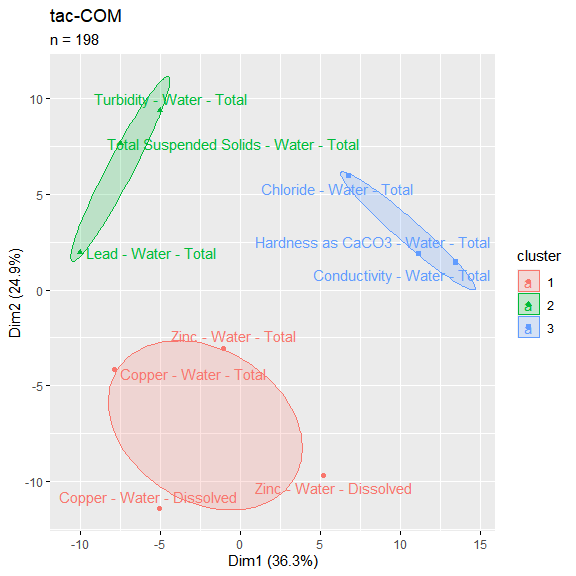 tac-COM
n = 198
Turbidity - Water - Total
Total Suspended Solids - Water - Total
Lead - Water - Total
Chloride - Water - Total
Hardness as CaCO3 - Water - Total
Conductivity - Water - Total
Zinc - Water - Total
Copper - Water - Total
Zinc - Water - Dissolved
Copper - Water - Dissolved
10
5
0
-5
-10
Dim2 (24.9%)
-10 -5 0 5 10 15
Dim1 (36.3%)
cluster
a 1
a 2
a 3